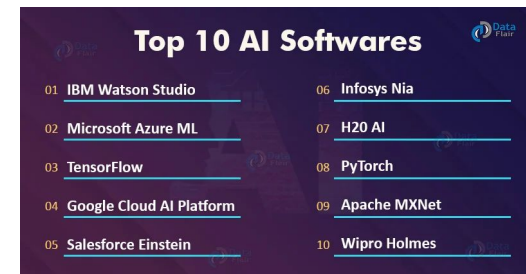 Top 10 AI Softwares
Data
Flair
01 IBM Watson Studio
02 Microsoft Azure ML
03 TensorFlow
04 Google Cloud AI Platform
05 Salesforce Einstein
06 Infosys Nia
07 H20 AI
08 PyTorch
09 Apache MXNet
10 Wipro Holmes